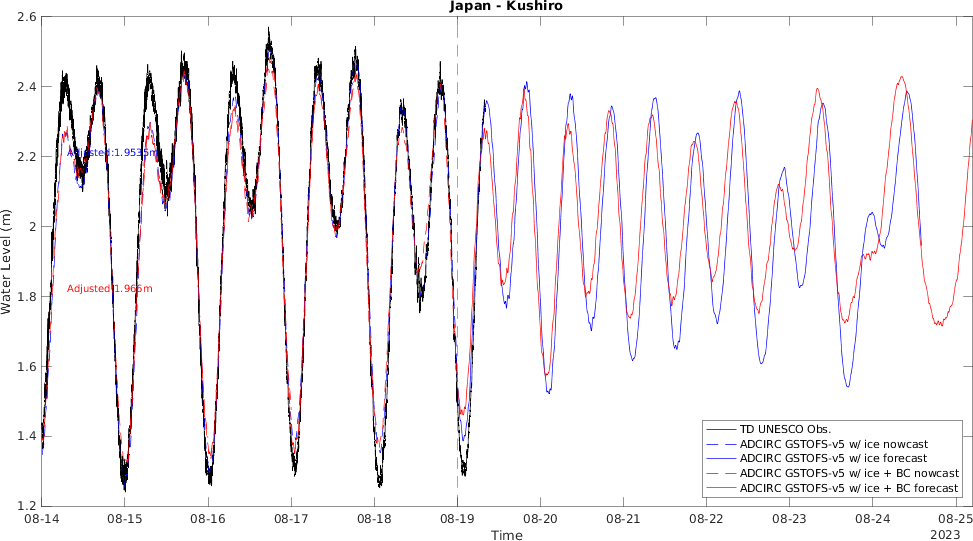 Japan - Kushiro
2.6
2.4
2.2
2
1.8
1.6
1.4
1.2
Water Level (m)
Adjusted:1.9535m
Adjusted:1.965m
TD UNESCO Obs.
ADCIRC GSTOFS-v5 w/ ice nowcast
ADCIRC GSTOFS-v5 w/ ice forecast
ADCIRC GSTOFS-v5 w/ ice + BC nowcast
ADCIRC GSTOFS-v5 w/ ice + BC forecast
08-14 08-15 08-16 08-17 08-18 08-19 08-20 08-21 08-22 08-23 08-24 08-25
Time
2023